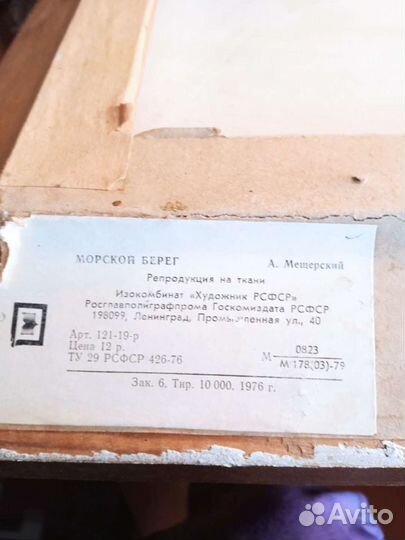 МОРСКОЙ БЕРЕГ А. Мещерский
Репродукция на ткани
Изокомбинат «Художник РСФСР»
Росглавполиграфпрома Госкомиздата РСФСР
198099, Ленинград, Промышленная ул., 40
Арт. 121-19-р
Цена 12 р.
ТУ 29 РСФСР 426-76
М 0823
М178(03)-79
Зак. 6. Тир. 10 000. 1976 г.
Avito